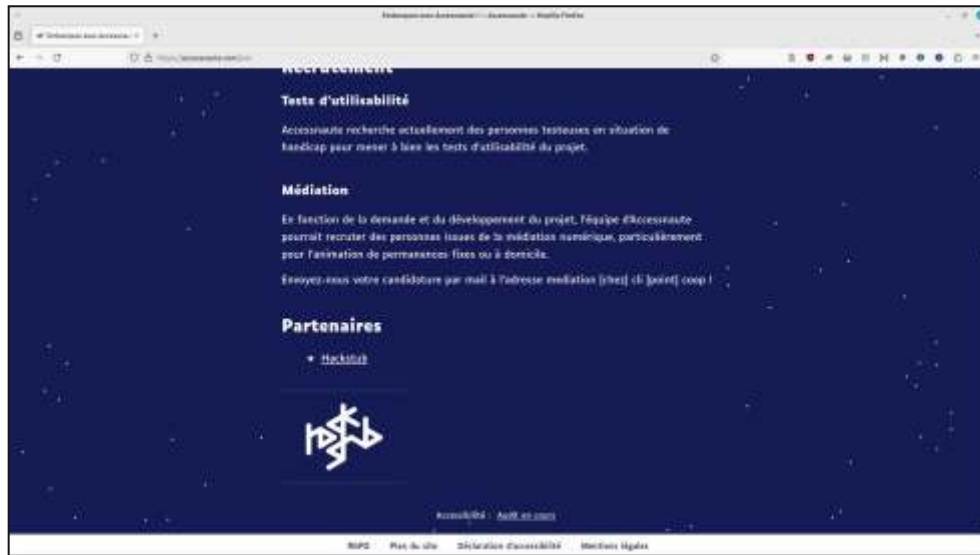 Recrutement
Tests d'utilisabilité
Accessnaute recherche actuellement des personnes testeuses en situation de
handicap pour mener à bien les tests d'utilisabilité du projet.
Médiation
En fonction de la demande et du développement du projet, l'équipe d'Accessnaute
pourrait recruter des personnes issues de la médiation numérique, particulièrement
pour l'animation de permanences fixes ou à domicile.
Envoyez-nous votre candidature par mail à l'adresse mediation [chez] cli [point] coop !
Partenaires
Hackstub
Accessibilité : Audit en cours
Plan du site Déclaration d'accessibilité Mentions légales